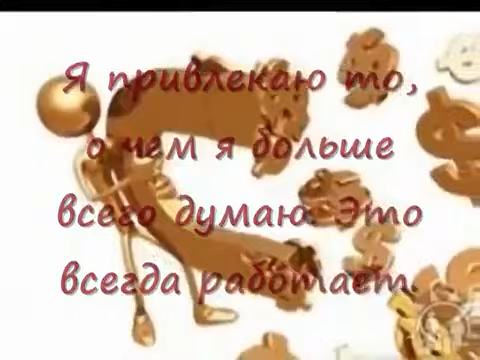 Я привлекаю то,
о чем я больше
всего думаю. Это
всегда работает.